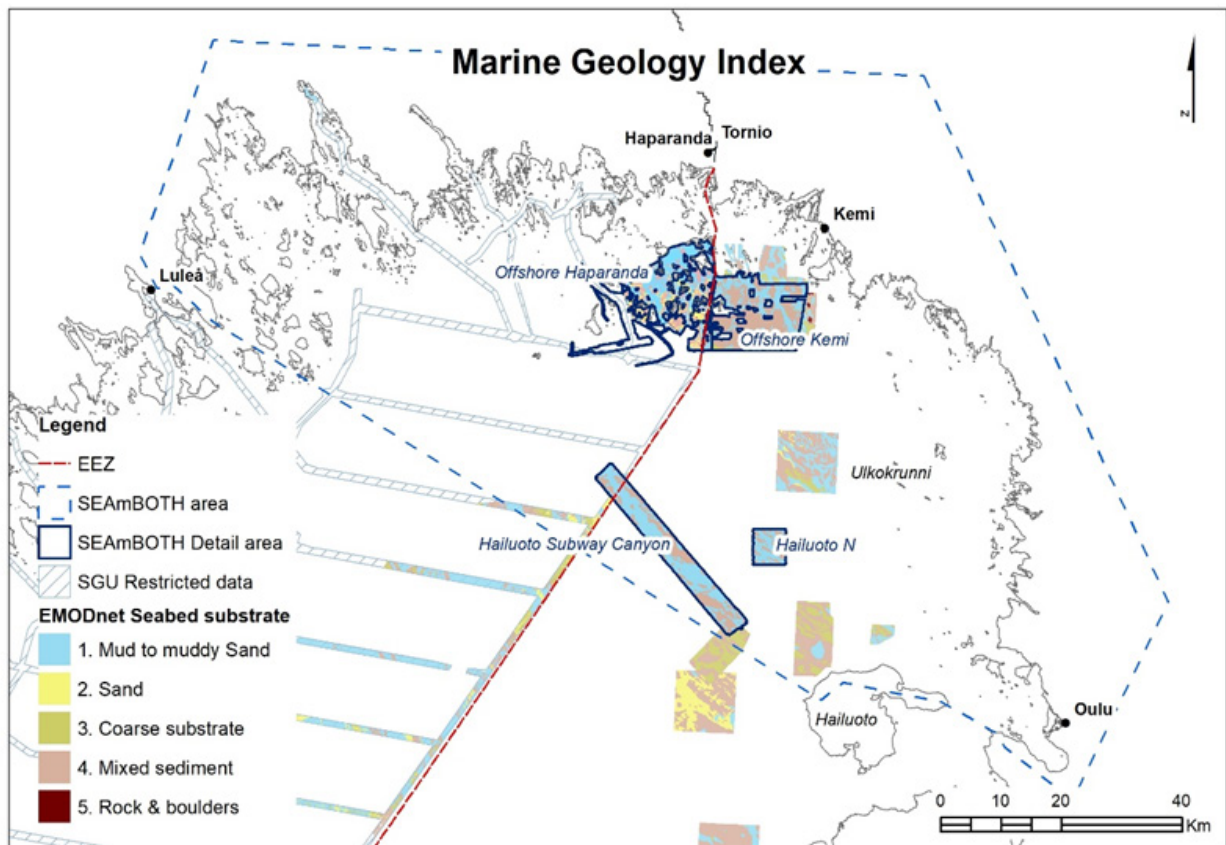 Marine Geology Index
z
Haparanda
Tornio
Kemi
Luleå
Offshore Haparanda
Offshore Kemi
Legend
EEZ
SEAmBOTH area
SEAmBOTH Detail area
SGU Restricted data
EMODnet Seabed substrate
1. Mud to muddy Sand
2. Sand
3. Coarse substrate
4. Mixed sediment
5. Rock & boulders
Ulkokrunni
Hailuoto Subway Canyon
Hailuoto N
Hailuoto
Oulu
0 10 20 40
Km